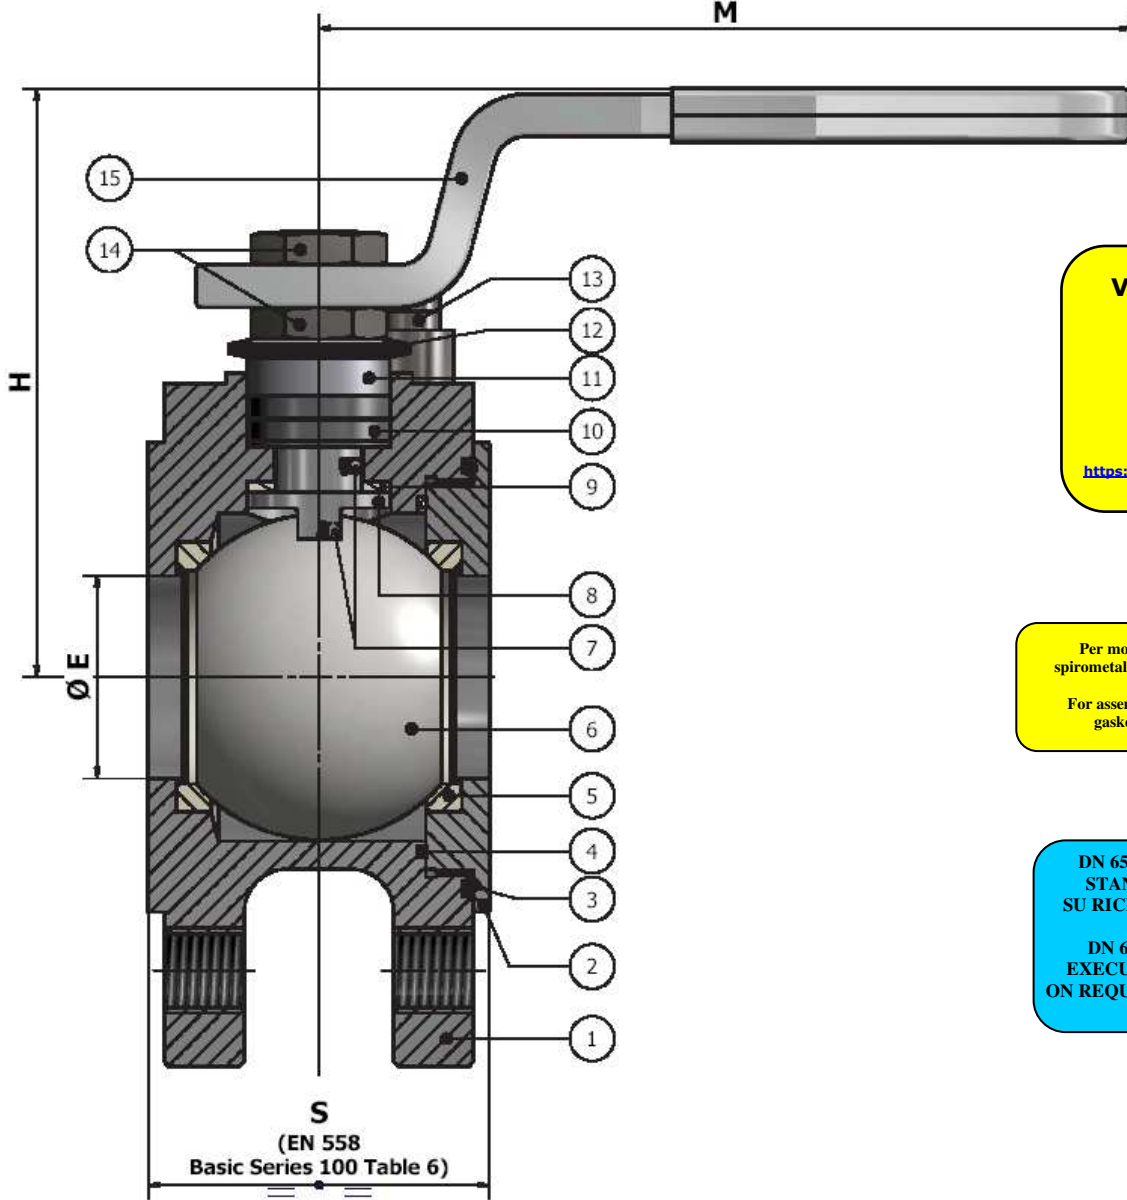 M
15
14
13
12
11
10
9
8
7
6
5
4
3
2
1
H
Ø E
S
(EN 558
Basic Series 100 Table 6)
V
https:
Per mo
spirometal
For asser
gask
DN 65
STAN
SU RIC
DN 6
EXECU
ON REQU